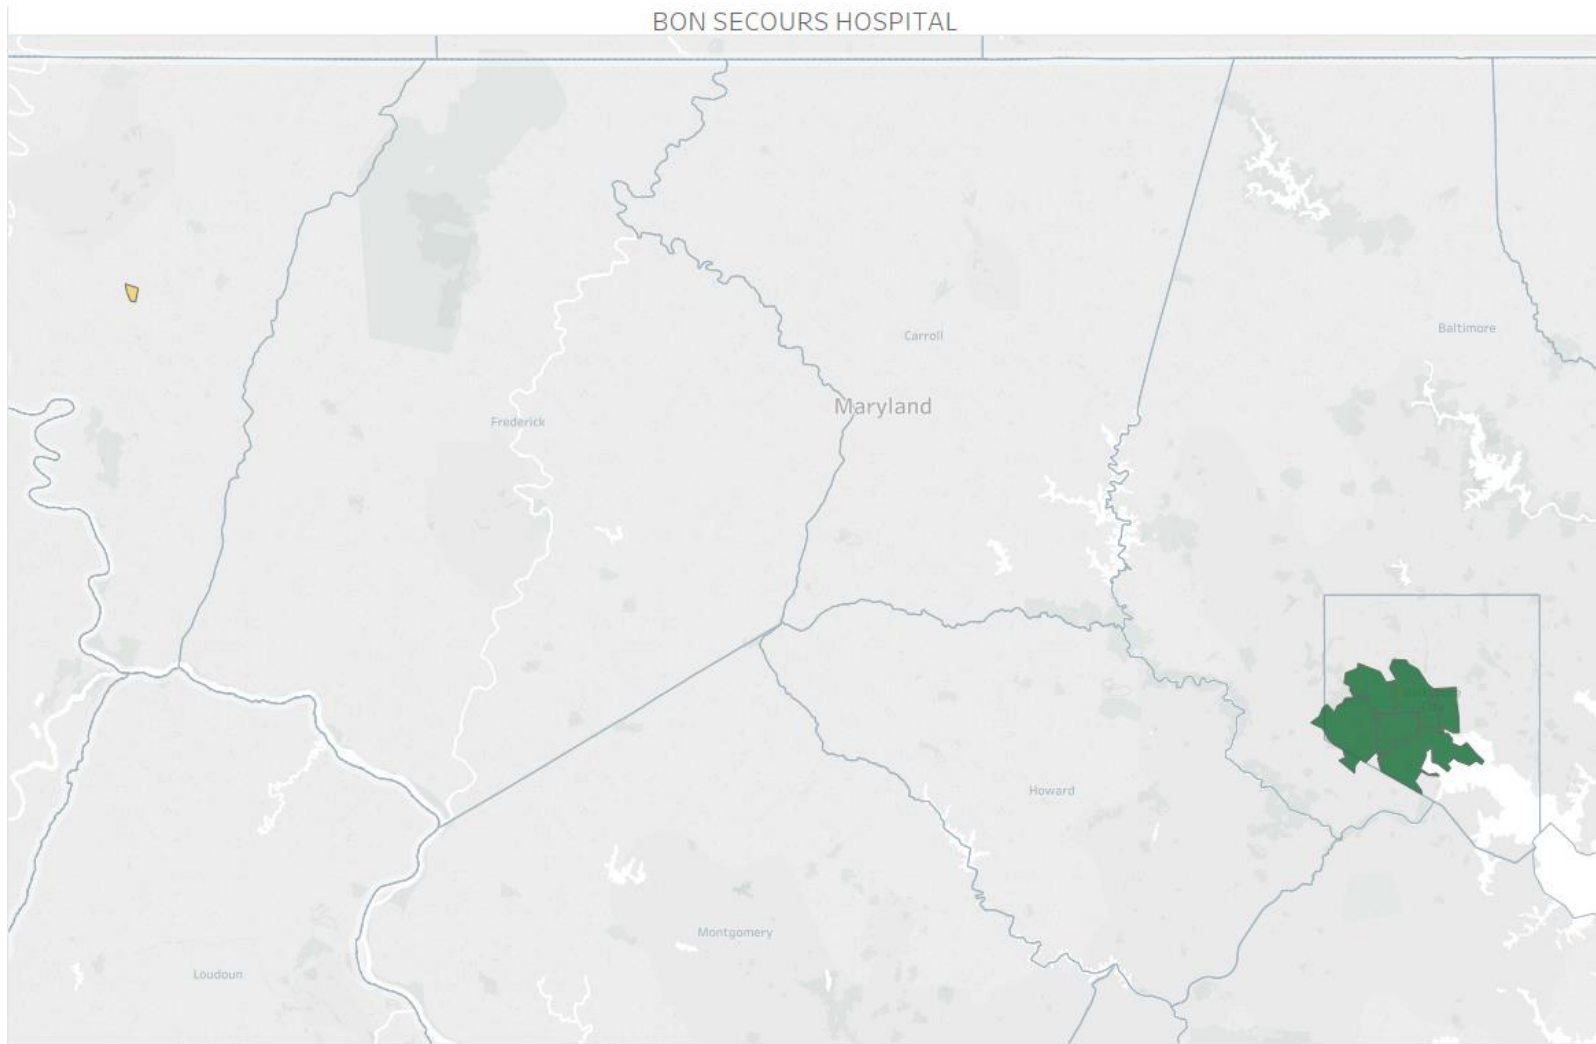 BON SECOURS HOSPITAL
Baltimore
Carroll
Maryland
Frederick
Howard
Montgomery
Loudoun